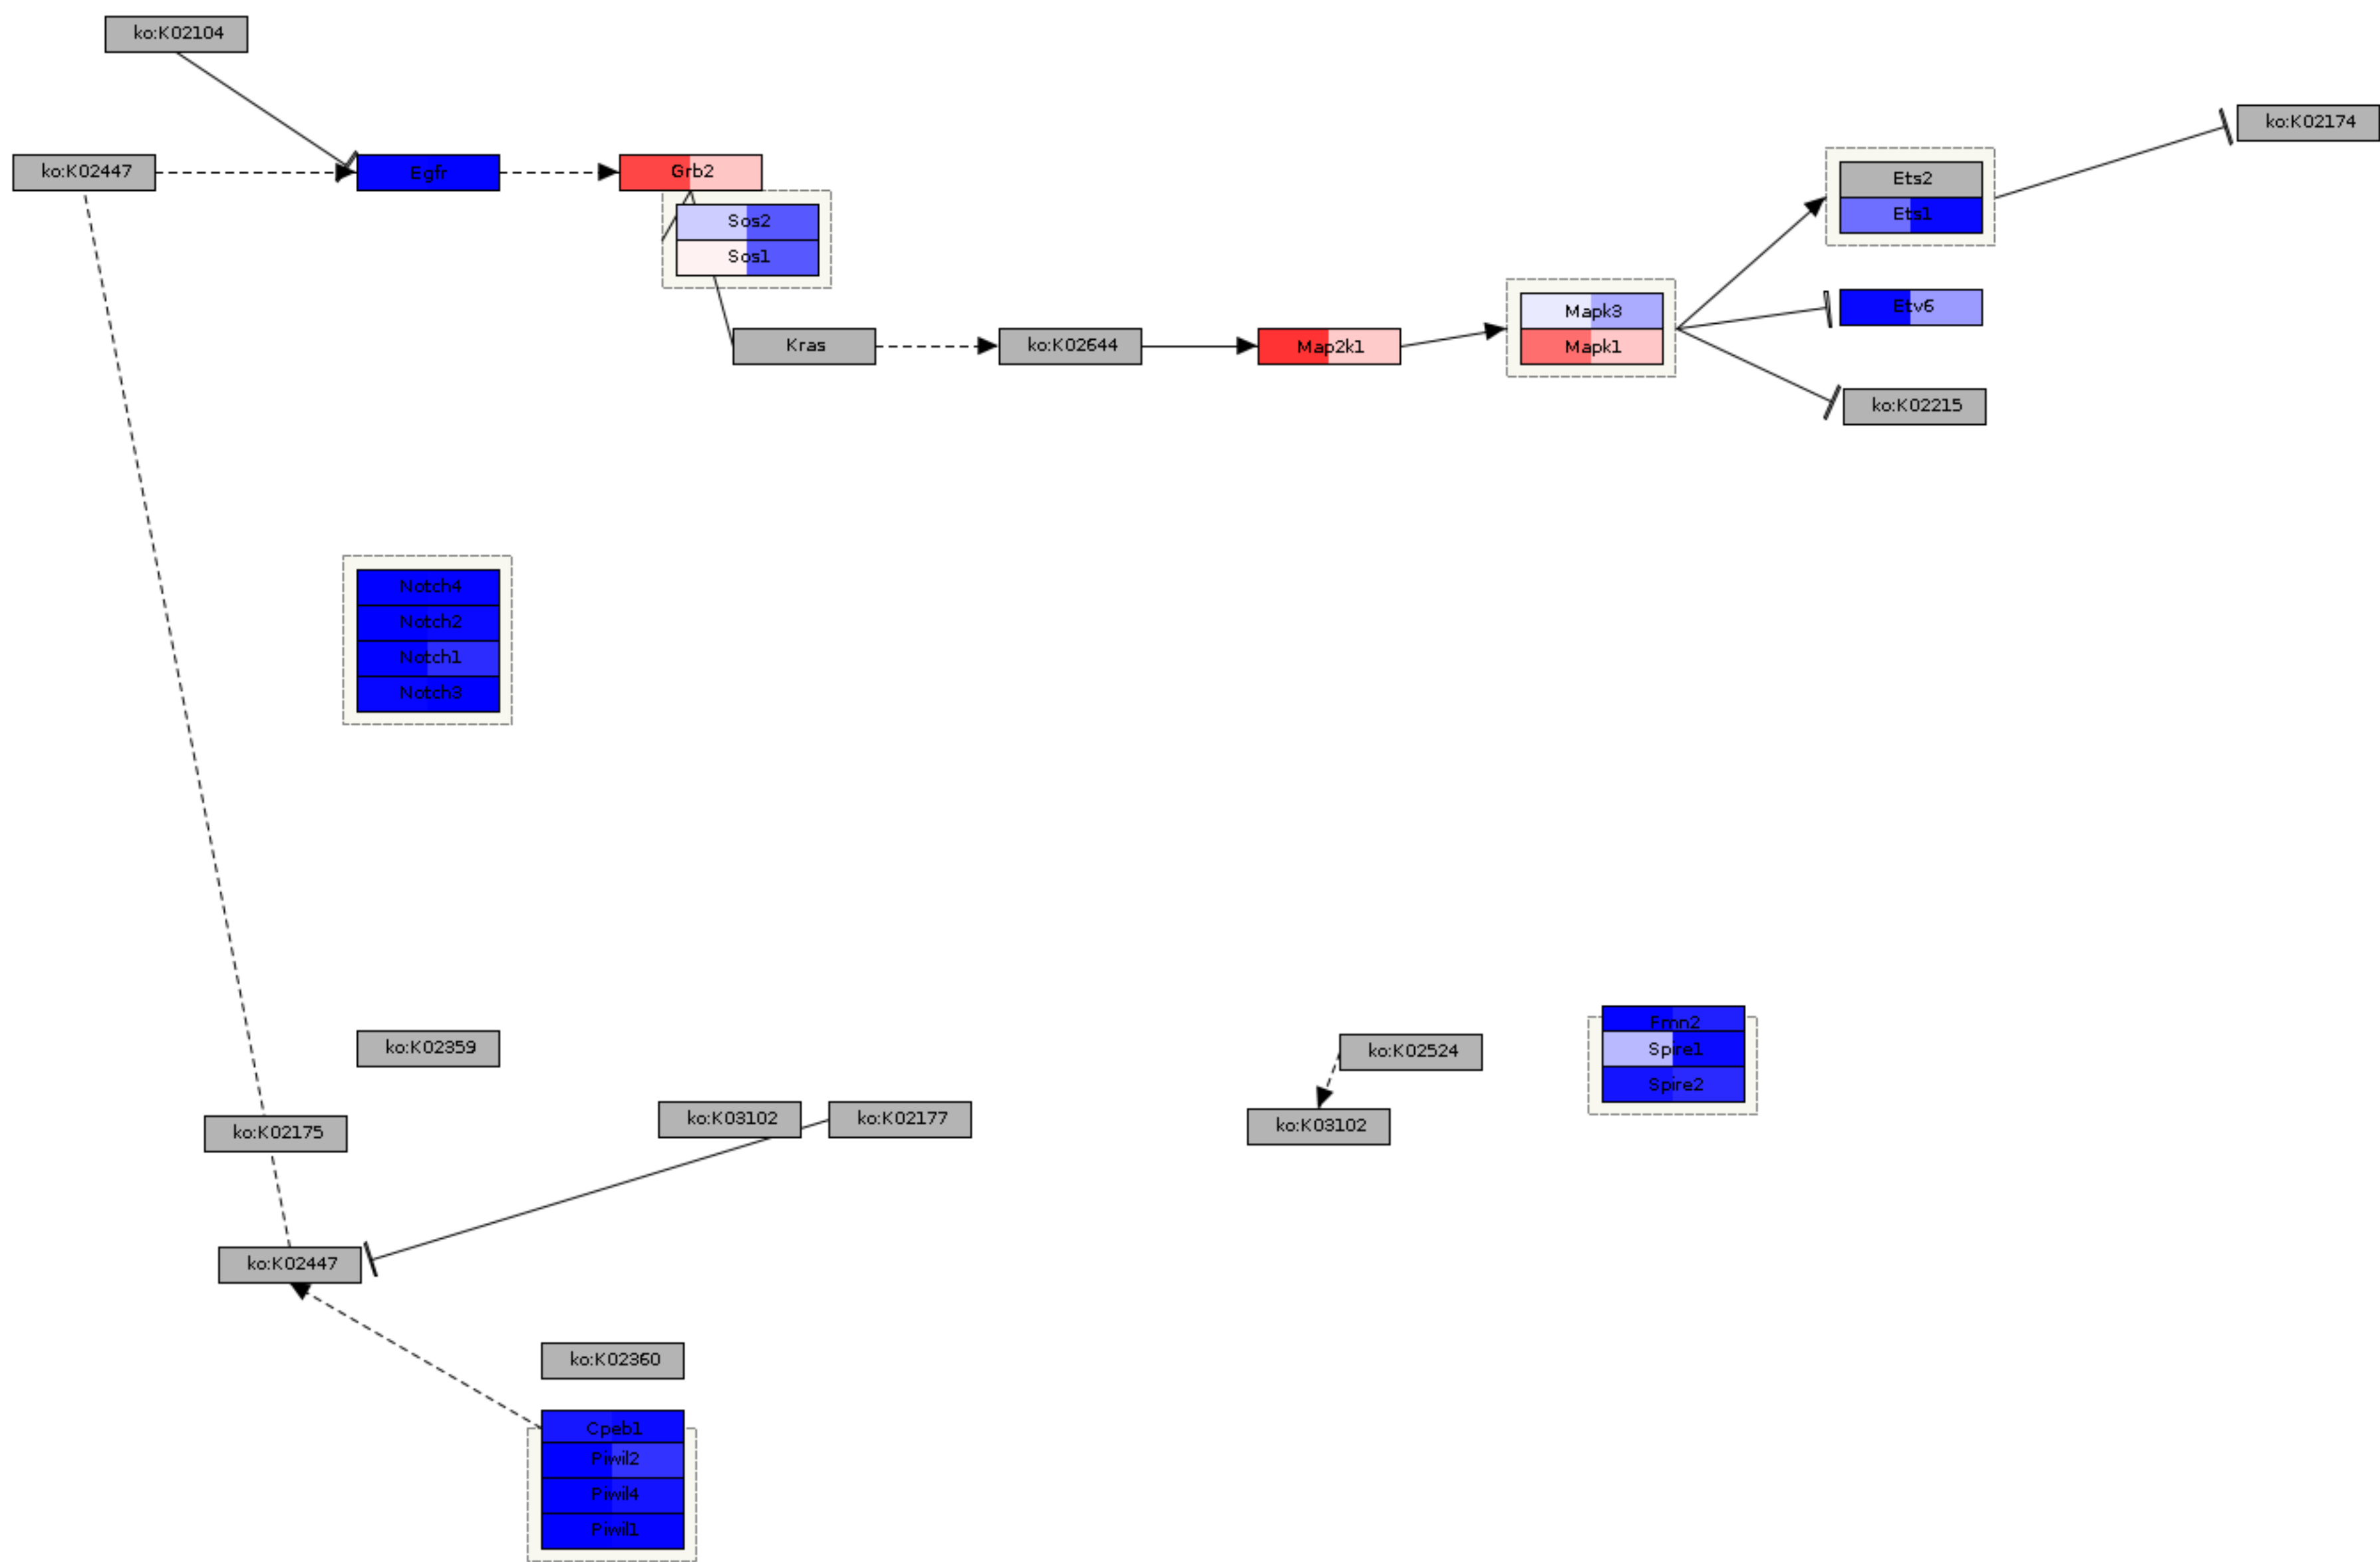 ko:K02104
ko:K02447
Egfr
Grb2
Sos2
Sos1
Kras
ko:K02644
Map2k1
Mapk3
Mapk1
Ets2
Ets1
Etv6
ko:K02215
ko:K02174
Notch4
Notch2
Notch1
Notch3
ko:K02359
ko:K02175
ko:K03102
ko:K02177
ko:K02524
ko:K03102
Fmn2
Spire1
Spire2
ko:K02447
ko:K02360
Cpeb1
Piwil2
Piwil4
Piwil1